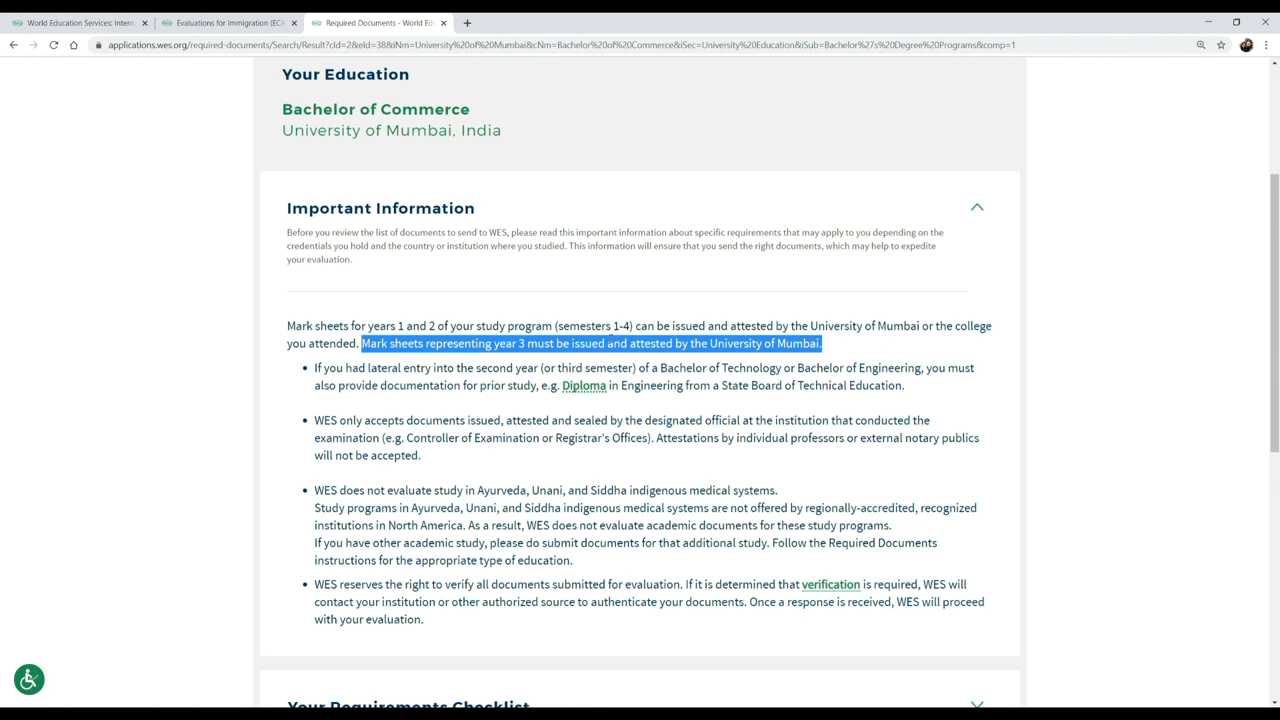 World Education Services: Intern
Evaluations for Immigration (ECA
Required Documents - World Ed
applications.wes.org/required-documents/Search/Result?cId=2&eId=38&iNm=University%20of%20Mumbai&cNm=Bachelor%20of%20Commerce&iSec=University%20Education&iSub=Bachelor%27s%20Degree%20Programs&comp=1
Your Education
Bachelor of Commerce
University of Mumbai, India
Important Information
Before you review the list of documents to send to WES, please read this important information about specific requirements that may apply to you depending on the
credentials you hold and the country or institution where you studied. This information will ensure that you send the right documents, which may help to expedite
your evaluation.
Mark sheets for years 1 and 2 of your study program (semesters 1-4) can be issued and attested by the University of Mumbai or the college
you attended. Mark sheets representing year 3 must be issued and attested by the University of Mumbai.
• If you had lateral entry into the second year (or third semester) of a Bachelor of Technology or Bachelor of Engineering, you must
also provide documentation for prior study, e.g. Diploma in Engineering from a State Board of Technical Education.
• WES only accepts documents issued, attested and sealed by the designated official at the institution that conducted the
examination (e.g. Controller of Examination or Registrar's Offices). Attestations by individual professors or external notary publics
will not be accepted.
• WES does not evaluate study in Ayurveda, Unani, and Siddha indigenous medical systems.
Study programs in Ayurveda, Unani, and Siddha indigenous medical systems are not offered by regionally-accredited, recognized
institutions in North America. As a result, WES does not evaluate academic documents for these study programs.
If you have other academic study, please do submit documents for that additional study. Follow the Required Documents
instructions for the appropriate type of education.
• WES reserves the right to verify all documents submitted for evaluation. If it is determined that verification is required, WES will
contact your institution or other authorized source to authenticate your documents. Once a response is received, WES will proceed
with your evaluation.
Your Requirements Checklist